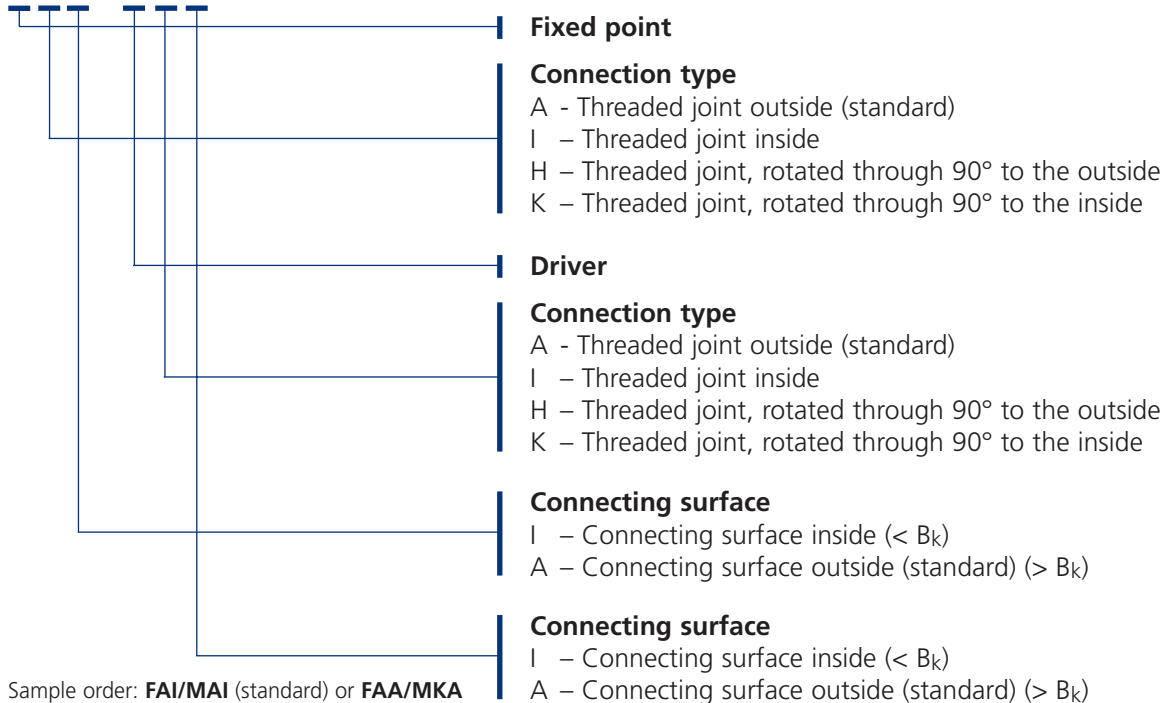 Fixed point
Connection type
A - Threaded joint outside (standard)
I – Threaded joint inside
H – Threaded joint, rotated through 90° to the outside
K – Threaded joint, rotated through 90° to the inside
Driver
Connection type
A - Threaded joint outside (standard)
I – Threaded joint inside
H – Threaded joint, rotated through 90° to the outside
K – Threaded joint, rotated through 90° to the inside
Connecting surface
I – Connecting surface inside (< Bk)
A – Connecting surface outside (standard) (> Bk)
Connecting surface
I – Connecting surface inside (< Bk)
A – Connecting surface outside (standard) (> Bk)
Sample order: FAI/MAI (standard) or FAA/MKA